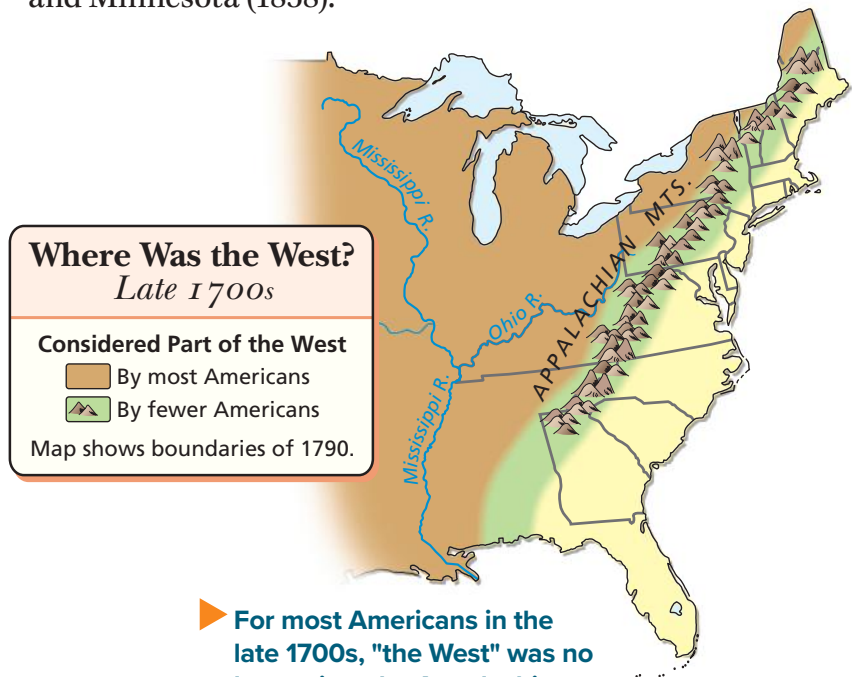 and Minnesota (1858).
Mississippi R.
Where Was the West?
Late 1700s
Considered Part of the West
By most Americans
By fewer Americans
Map shows boundaries of 1790.
Ohio R.
APPALACHIAN MTS.
Mississippi R.
For most Americans in the
late 1700s, "the West" was no